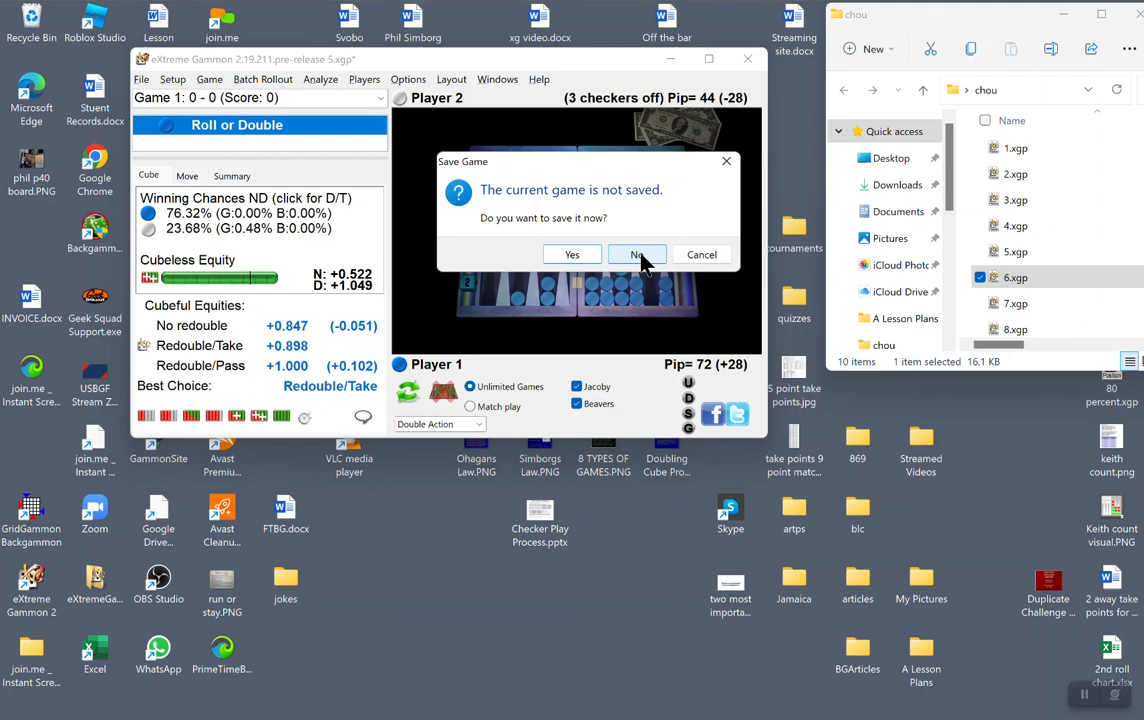 Recycle Bin
Roblox Studio
Lesson
join.me
Svobo
Phil Simborg
xg video.docx
Off the bar
Streaming
site.docx
chou
New
chou
Name
Quick access
Desktop
Downloads
Documents
Pictures
iCloud Photo
iCloud Drive
A Lesson Plans
chou
1.xgp
2.xgp
3.xgp
4.xgp
5.xgp
6.xgp
7.xgp
8.xgp
10 items
1 item selected 16.1 KB
eXtreme Gammon 2.19.211.pre-release 5.xgp*
File
Setup
Game
Batch Rollout
Analyze
Players
Options
Layout
Windows
Help
Game 1: 0 - 0 (Score: 0)
Player 2
(3 checkers off) Pip= 44 (-28)
Roll or Double
Cube
Move
Summary
Winning Chances ND (click for D/T)
76.32% (G:0.00% B:0.00%)
23.68% (G:0.48% B:0.00%)
Cubeless Equity
N: +0.522
D: +1.049
Cubeful Equities:
No redouble +0.847 (-0.051)
Redouble/Take +0.898
Redouble/Pass +1.000 (+0.102)
Best Choice: Redouble/Take
Save Game
The current game is not saved.
Do you want to save it now?
Yes
No
Cancel
2
Player 1
Pip= 72 (+28)
Unlimited Games
Match play
Jacoby
Beavers
Double Action
U
D
S
G
Microsoft
Edge
Stuent
Records.docx
phil p40
board.PNG
Google
Chrome
Backgamm...
INVOICE.docx
Geek Squad
Support.exe
join.me _
Instant Scre...
USBGF
Stream Z...
ournaments
quizzes
5 point take
points.jpg
80
percent.xgp
join.me _
Instant ...
GammonSite
Avast
Premiu...
VLC media
player
Ohagans
Law.PNG
Simborgs
Law.PNG
8 TYPES OF
GAMES.PNG
Doubling
Cube Pro...
take points 9
point matc...
869
Streamed
Videos
keith
count.png
GridGammon
Backgammon
Zoom
Google
Drive...
Avast
Cleanu...
FTBG.docx
Checker Play
Process.pptx
Skype
artps
blc
Keith count
visual.PNG
eXtreme
Gammon 2
eXtremeGa...
OBS Studio
run or
stay.PNG
jokes
two most
importa...
Jamaica
articles
My Pictures
Duplicate
Challenge ...
2 away take
points for ...
join.me _
Instant Scre...
Excel
WhatsApp
PrimeTimeB...
BGArticles
A Lesson
Plans
2nd roll
chart.xlsx